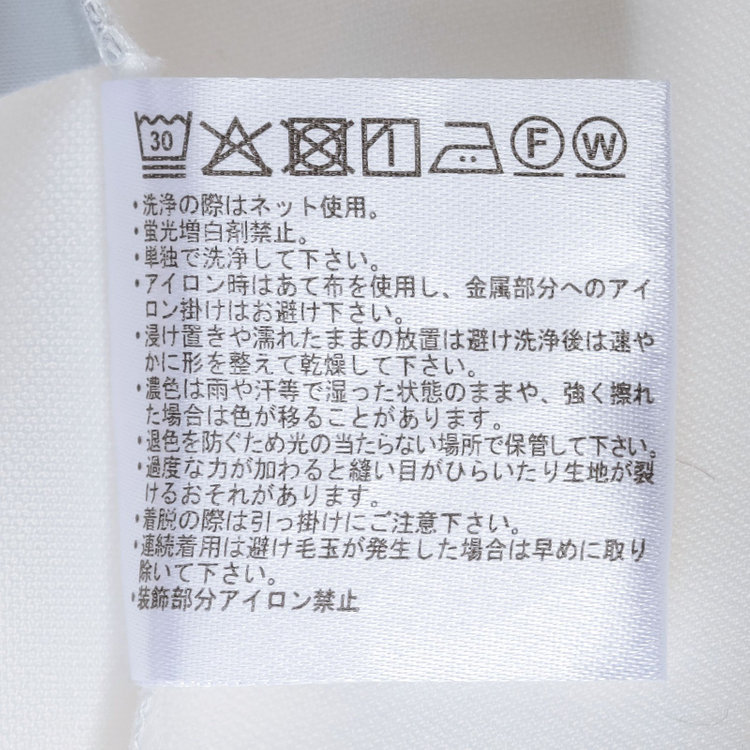 30 F W
・洗浄の際はネット使用。
・蛍光増白剤禁止。
・単独で洗浄して下さい。
・アイロン時はあて布を使用し、金属部分へのアイ
ロン掛けはお避け下さい。
・浸け置きや濡れたままの放置は避け洗浄後は速や
かに形を整えて乾燥して下さい。
・濃色は雨や汗等で湿った状態のままや、強く擦れ
た場合は色が移ることがあります。
・退色を防ぐため光の当たらない場所で保管して下さい。
・過度な力が加わると縫い目がひらいたり生地が裂
けるおそれがあります。
・着脱の際は引っ掛けにご注意下さい。
・連続着用は避け毛玉が発生した場合は早めに取り
除いて下さい。
・装飾部分アイロン禁止